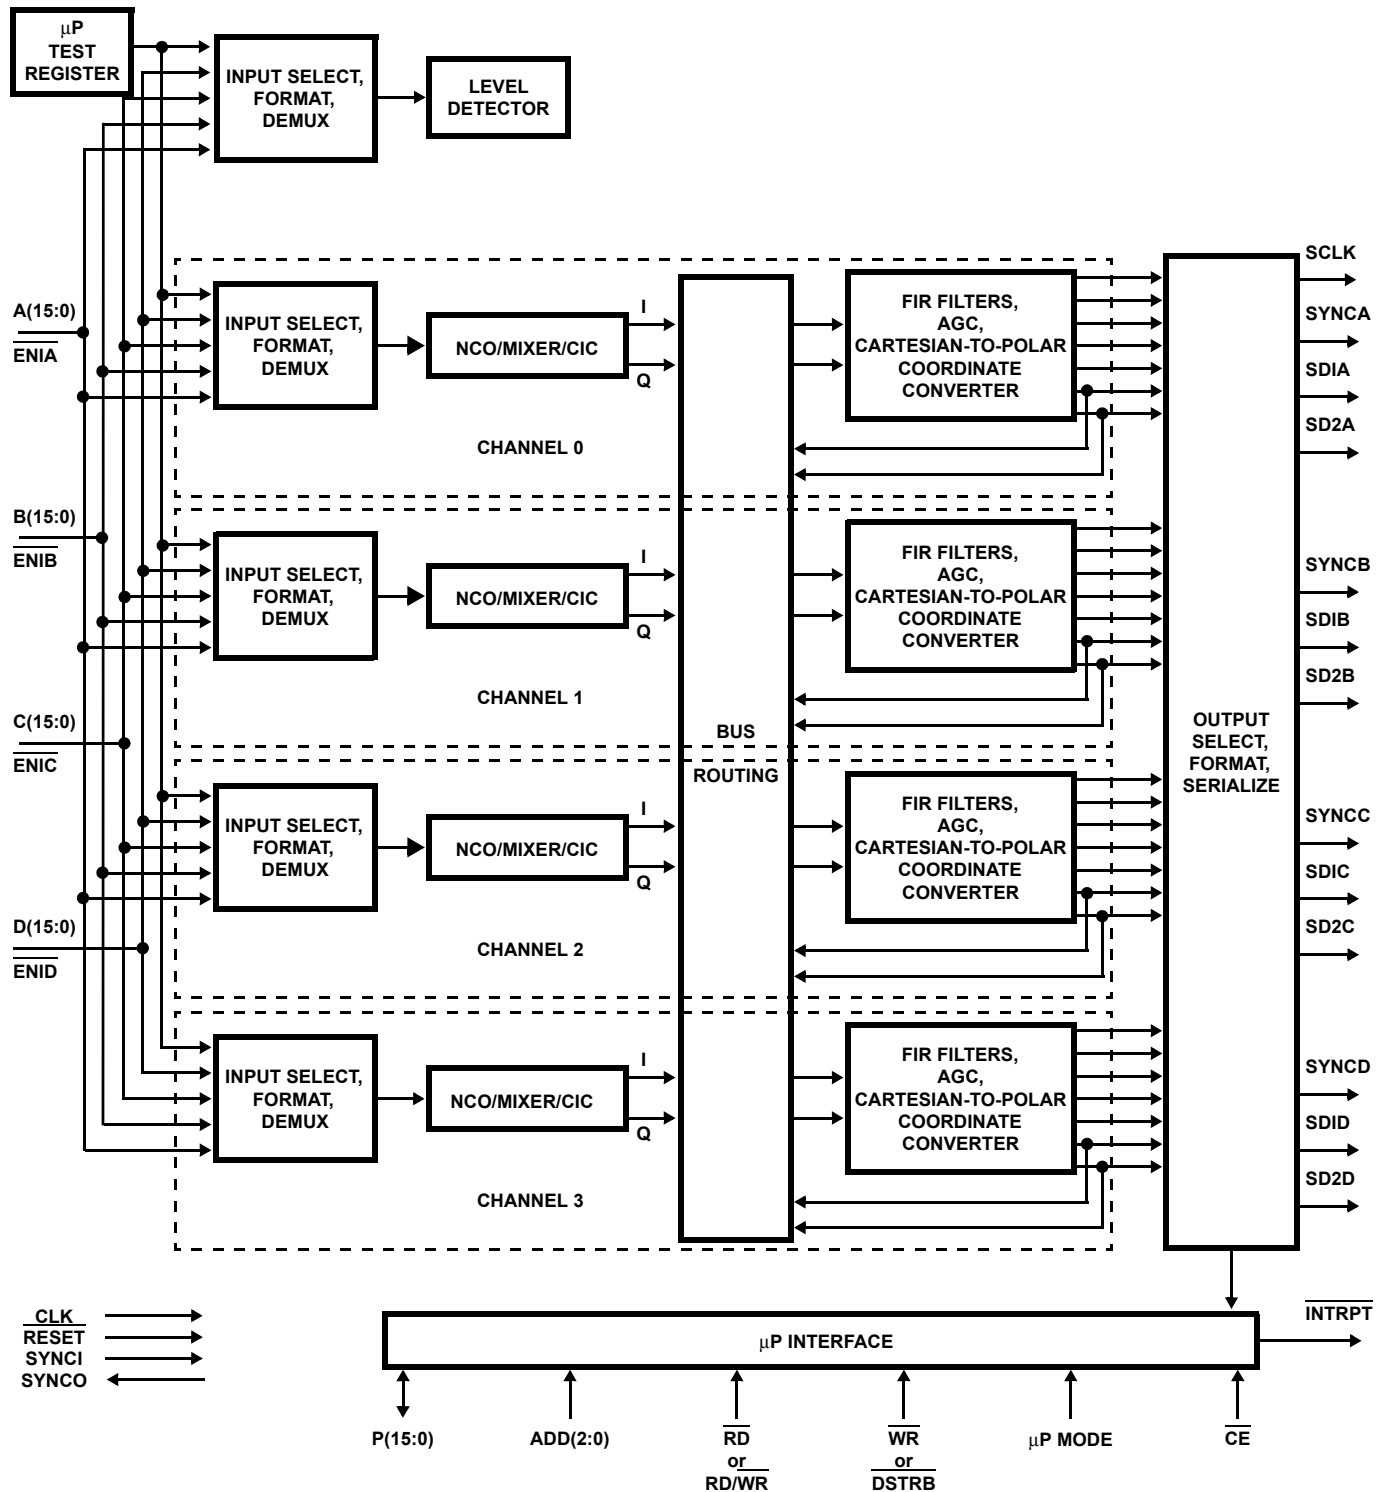 μP
TEST
REGISTER
INPUT SELECT,
FORMAT,
DEMUX
LEVEL
DETECTOR
A(15:0)
ENIA
B(15:0)
ENIB
C(15:0)
ENIC
D(15:0)
ENID
INPUT SELECT,
FORMAT,
DEMUX
NCO/MIXER/CIC
I
Q
FIR FILTERS,
AGC,
CARTESIAN-TO-POLAR
COORDINATE
CONVERTER
CHANNEL 0
INPUT SELECT,
FORMAT,
DEMUX
NCO/MIXER/CIC
I
Q
FIR FILTERS,
AGC,
CARTESIAN-TO-POLAR
COORDINATE
CONVERTER
CHANNEL 1
BUS
ROUTING
INPUT SELECT,
FORMAT,
DEMUX
NCO/MIXER/CIC
I
Q
FIR FILTERS,
AGC,
CARTESIAN-TO-POLAR
COORDINATE
CONVERTER
CHANNEL 2
INPUT SELECT,
FORMAT,
DEMUX
NCO/MIXER/CIC
I
Q
FIR FILTERS,
AGC,
CARTESIAN-TO-POLAR
COORDINATE
CONVERTER
CHANNEL 3
OUTPUT
SELECT,
FORMAT,
SERIALIZE
SCLK
SYNCA
SDIA
SD2A
SYNCB
SDIB
SD2B
SYNCC
SDIC
SD2C
SYNCD
SDID
SD2D
CLK
RESET
SYNCI
SYNCO
μP INTERFACE
INTRPT
P(15:0)
ADD(2:0)
RD
or
RD/WR
WR
or
DSTRB
μP MODE
CE